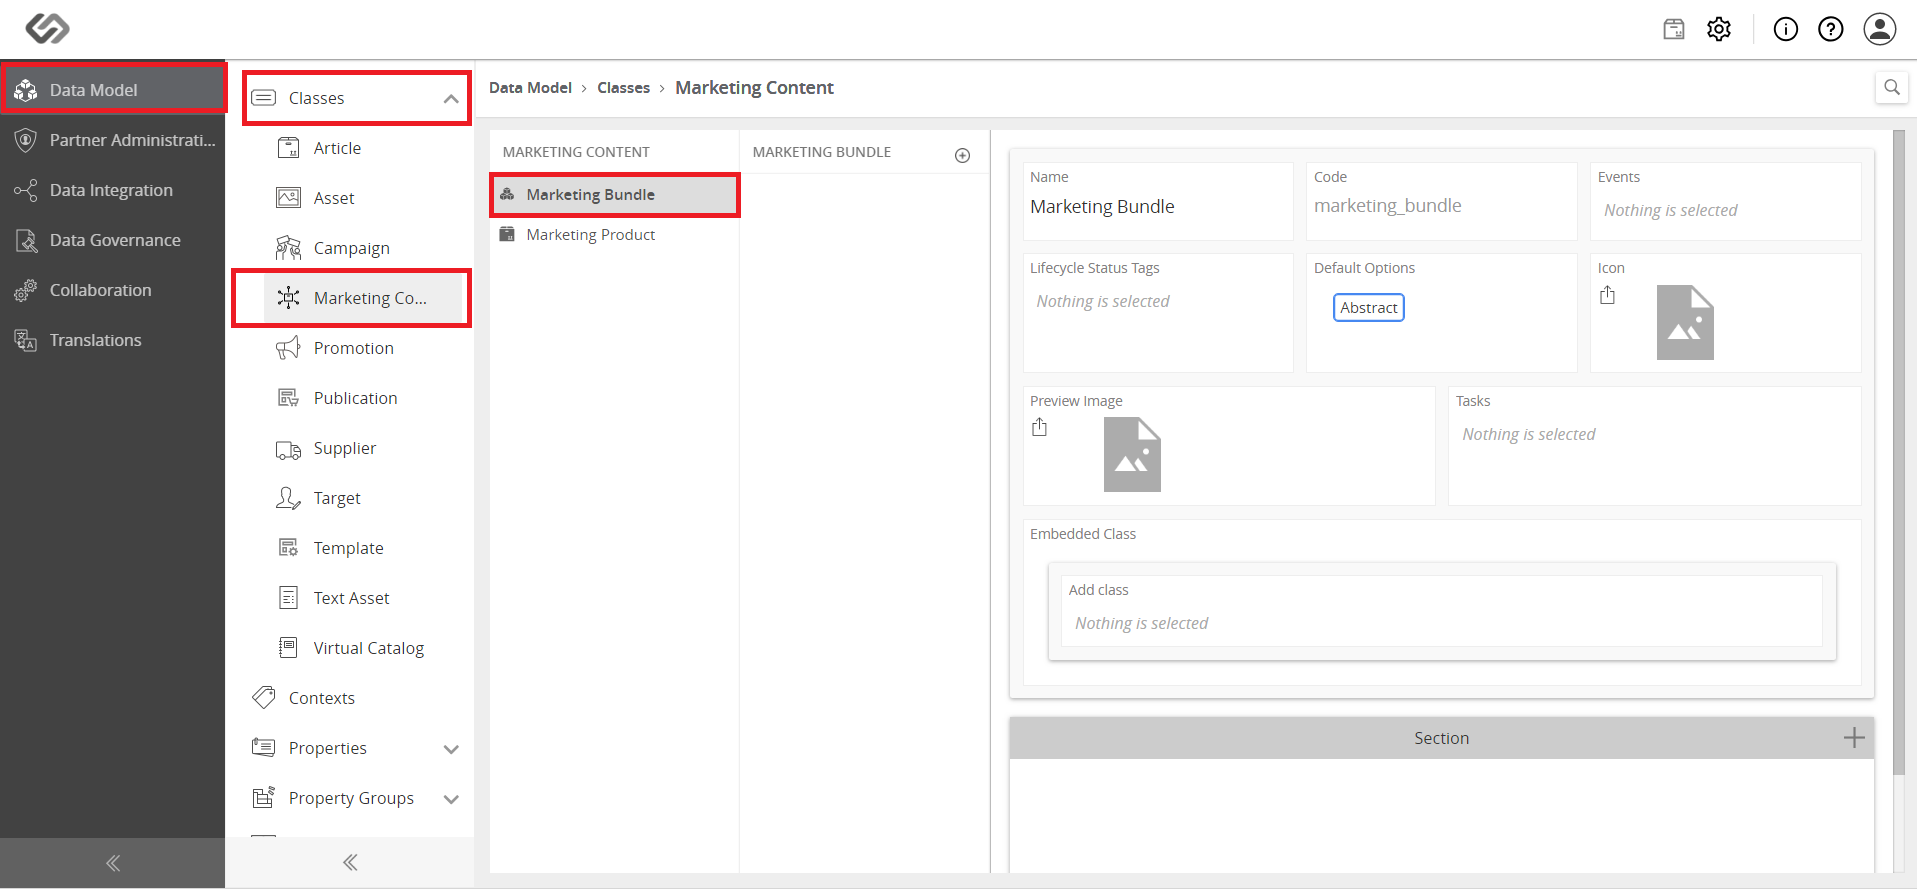 Data Model
Partner Administrati...
Data Integration
Data Governance
Collaboration
Translations
Classes
Article
Asset
Campaign
Marketing Co...
Promotion
Publication
Supplier
Target
Template
Text Asset
Virtual Catalog
Contexts
Properties
Property Groups
Data Model › Classes › Marketing Content
MARKETING CONTENT
Marketing Bundle
Marketing Product
MARKETING BUNDLE
Name
Marketing Bundle
Code
marketing_bundle
Events
Nothing is selected
Lifecycle Status Tags
Nothing is selected
Default Options
Abstract
Icon
Preview Image
Tasks
Nothing is selected
Embedded Class
Add class
Nothing is selected
Section